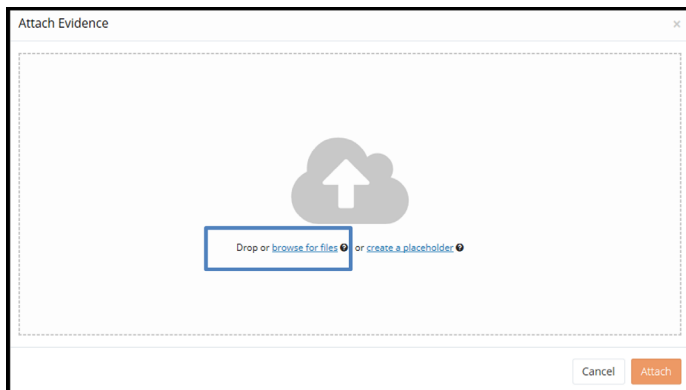 Attach Evidence ×
Drop or browse for files ? or create a placeholder ?
Cancel Attach